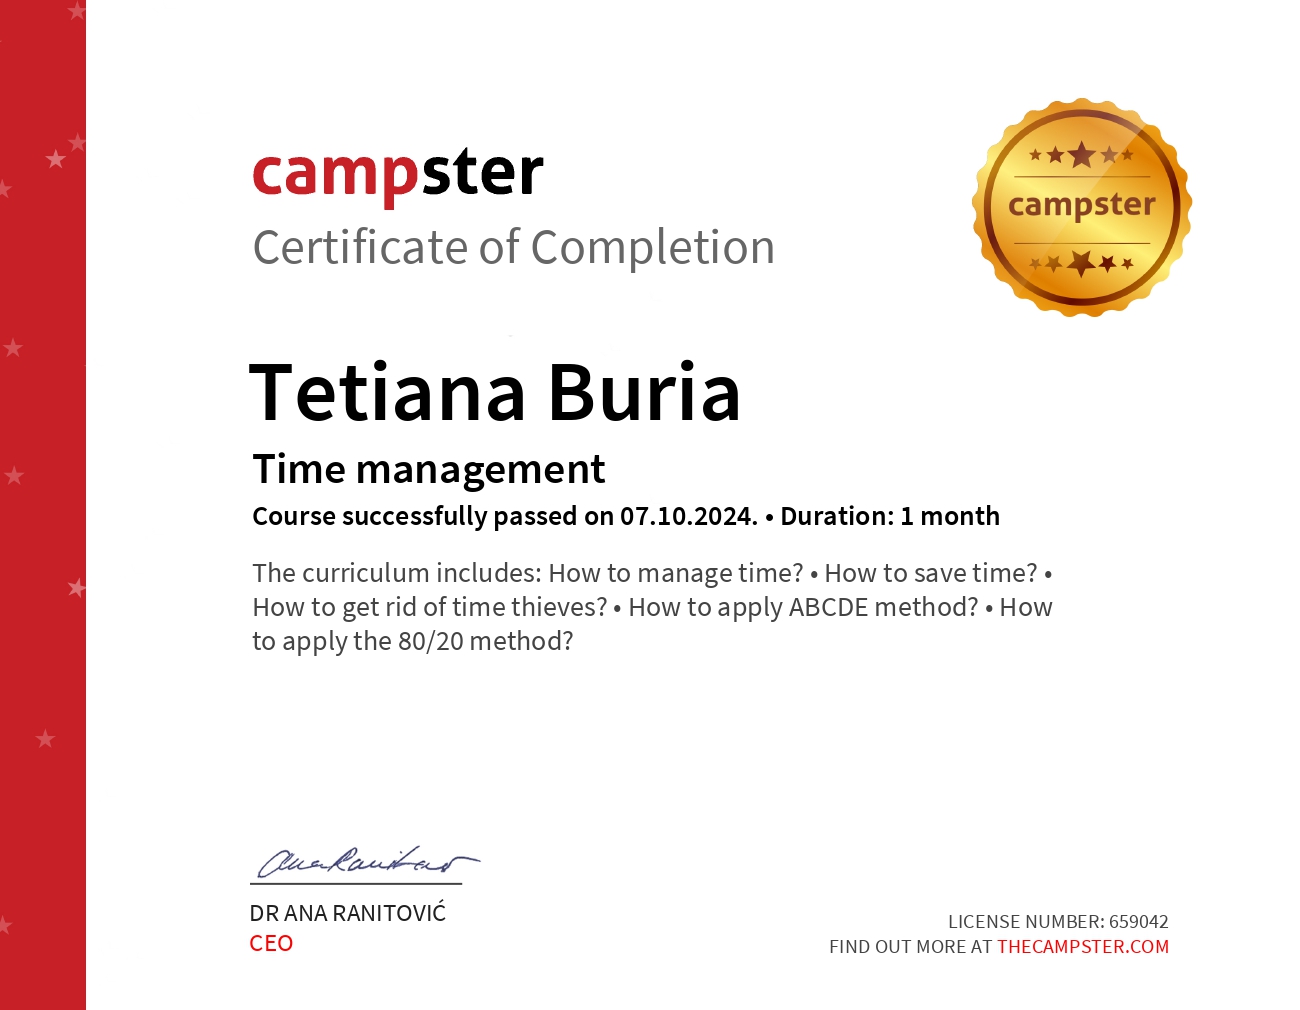 campster
Certificate of Completion
campster
Tetiana Buria
Time management
Course successfully passed on 07.10.2024. • Duration: 1 month
The curriculum includes: How to manage time? • How to save time? •
How to get rid of time thieves? • How to apply ABCDE method? • How
to apply the 80/20 method?
Ana Ranitović
DR ANA RANITOVIĆ
CEO
LICENSE NUMBER: 659042
FIND OUT MORE AT THECAMPSTER.COM